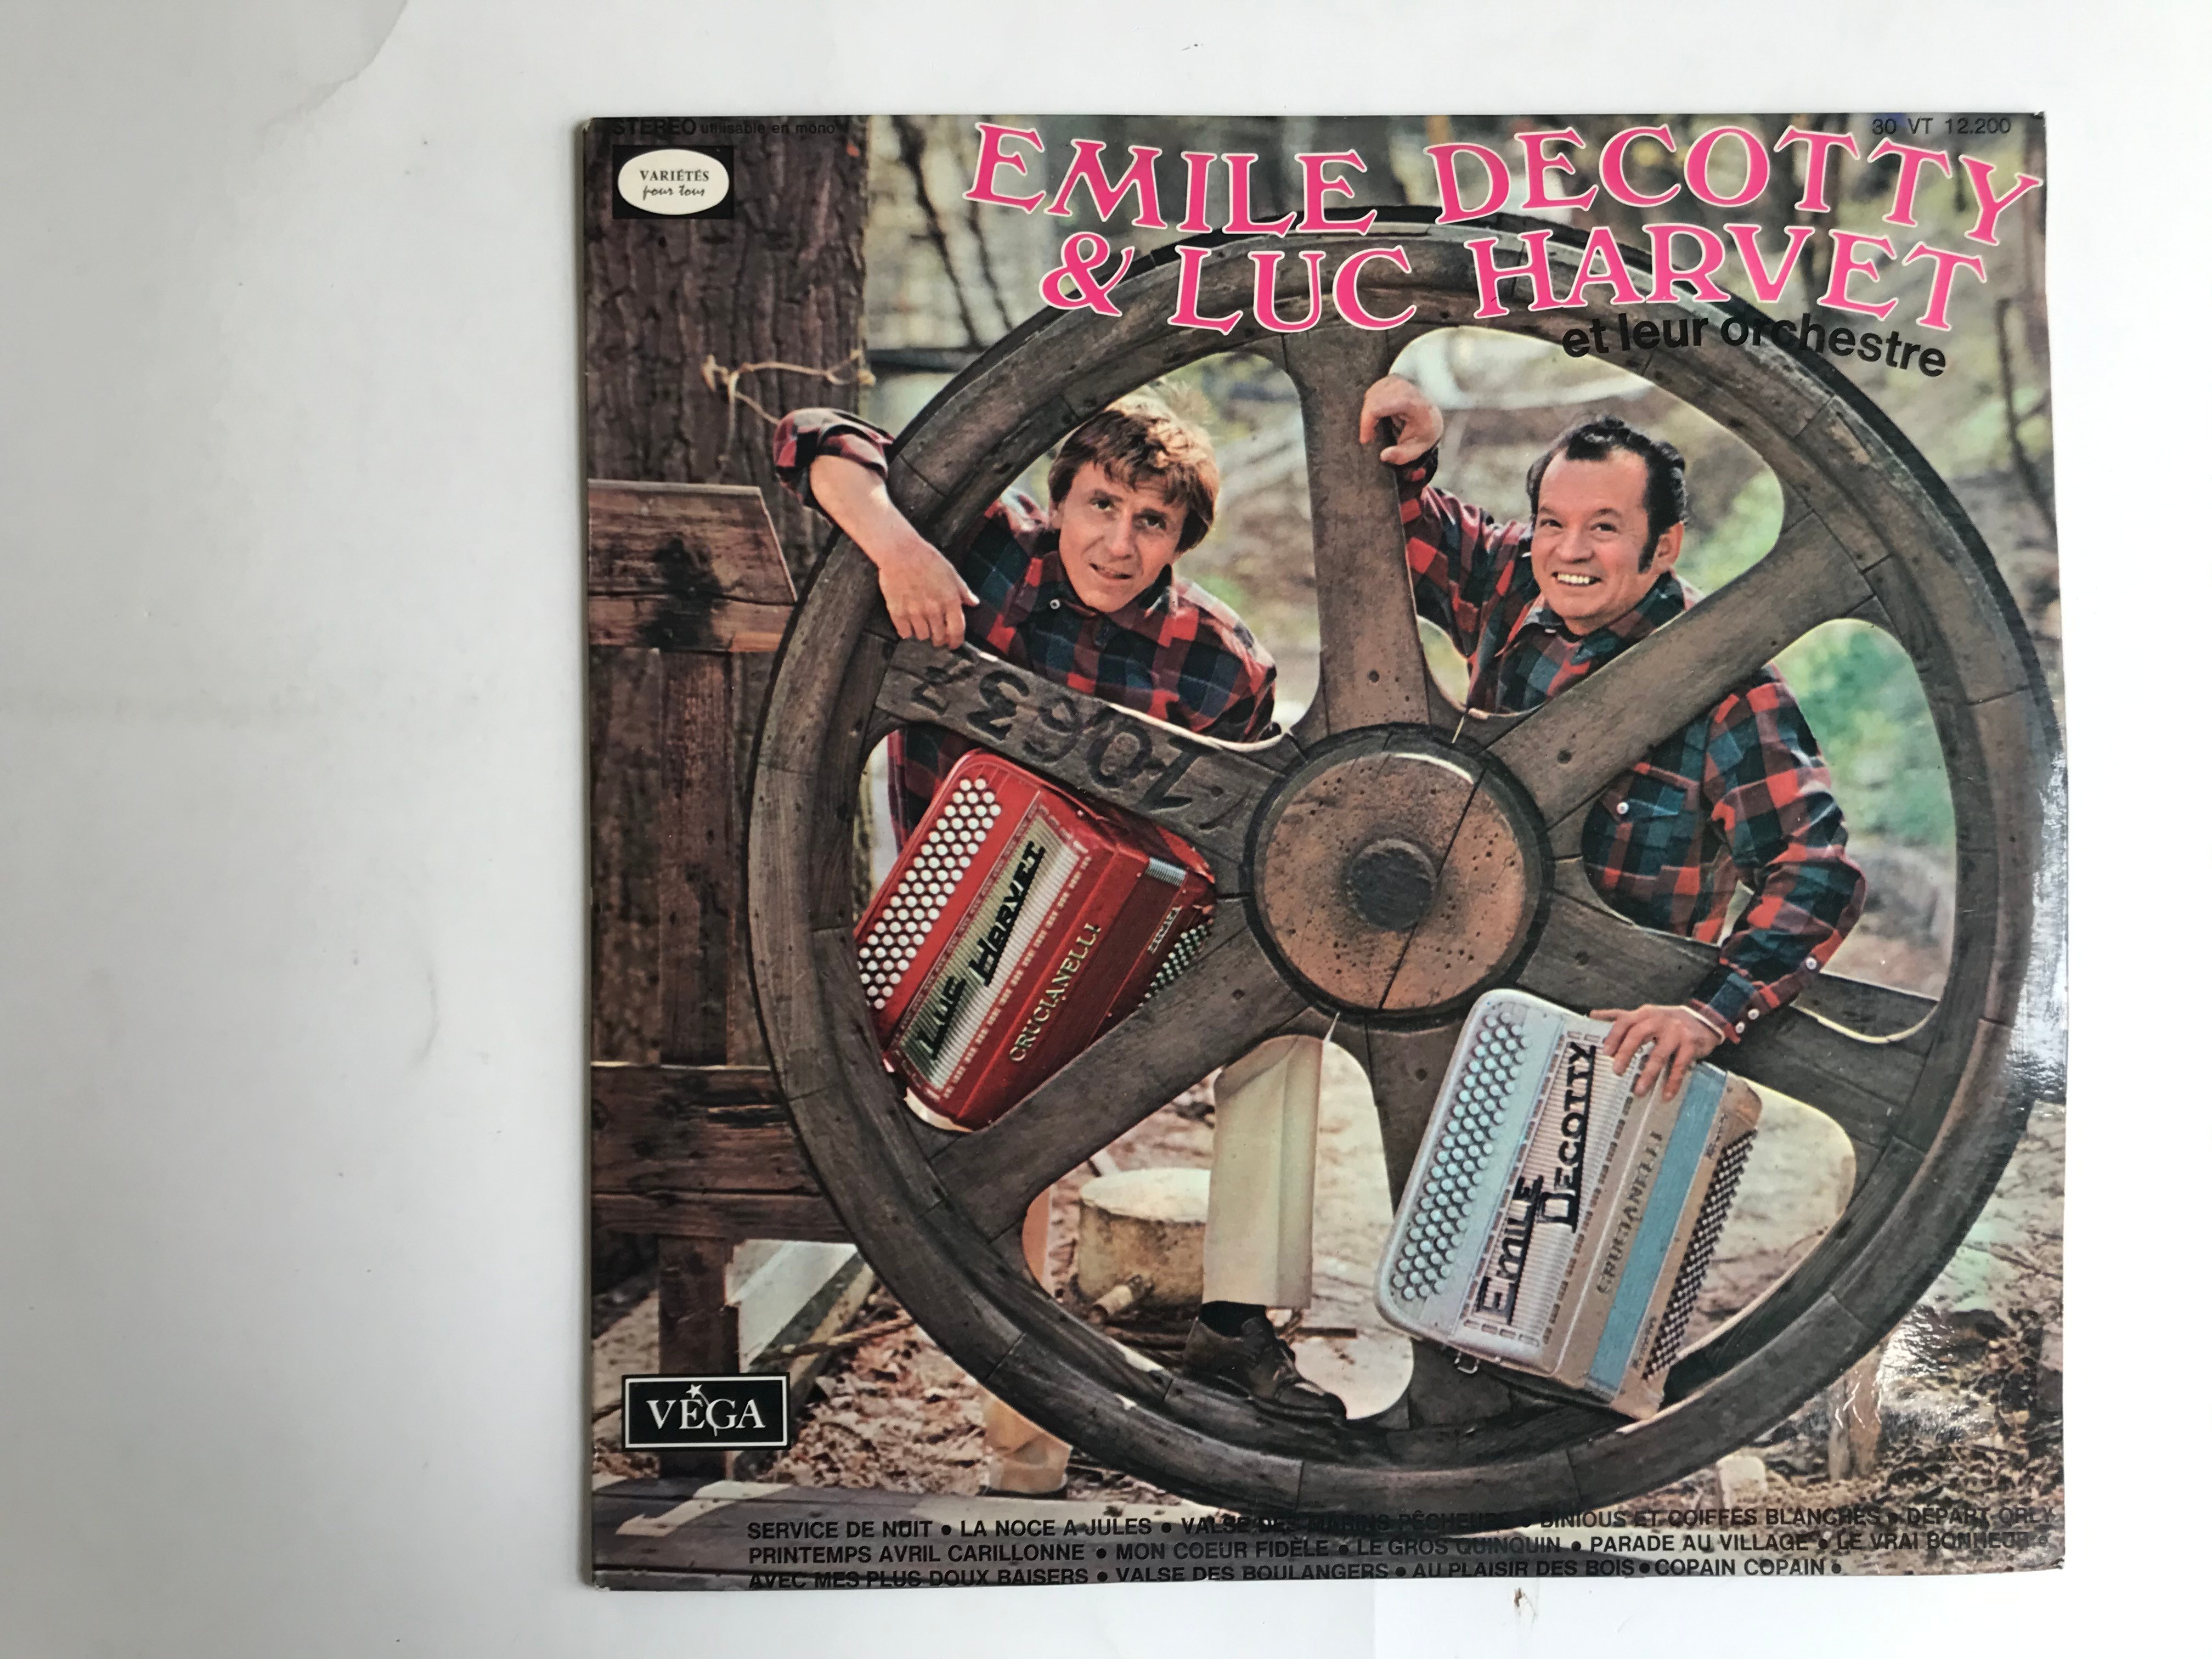 STEREO utilisable en mono
30 VT 12.200
VARIÉTÉS
pour tous
EMILE DECOTTY
& LUC HARVET
et leur orchestre
10637
LUC HARVET
CRUCIANELLI
EMILE
DECOTTY
CRUCIANELLI
VÉGA
SERVICE DE NUIT • LA NOCE A JULES • VALSE DES MARINS PÊCHEURS • BINIOUS ET COIFFES BLANCHES • DÉPART ORLY
PRINTEMPS AVRIL CARILLONNE • MON COEUR FIDÈLE • LE GROS QUINQUIN • PARADE AU VILLAGE • LE VRAI BONHEUR •
AVEC MES PLUS DOUX BAISERS • VALSE DES BOULANGERS • AU PLAISIR DES BOIS • COPAIN COPAIN •